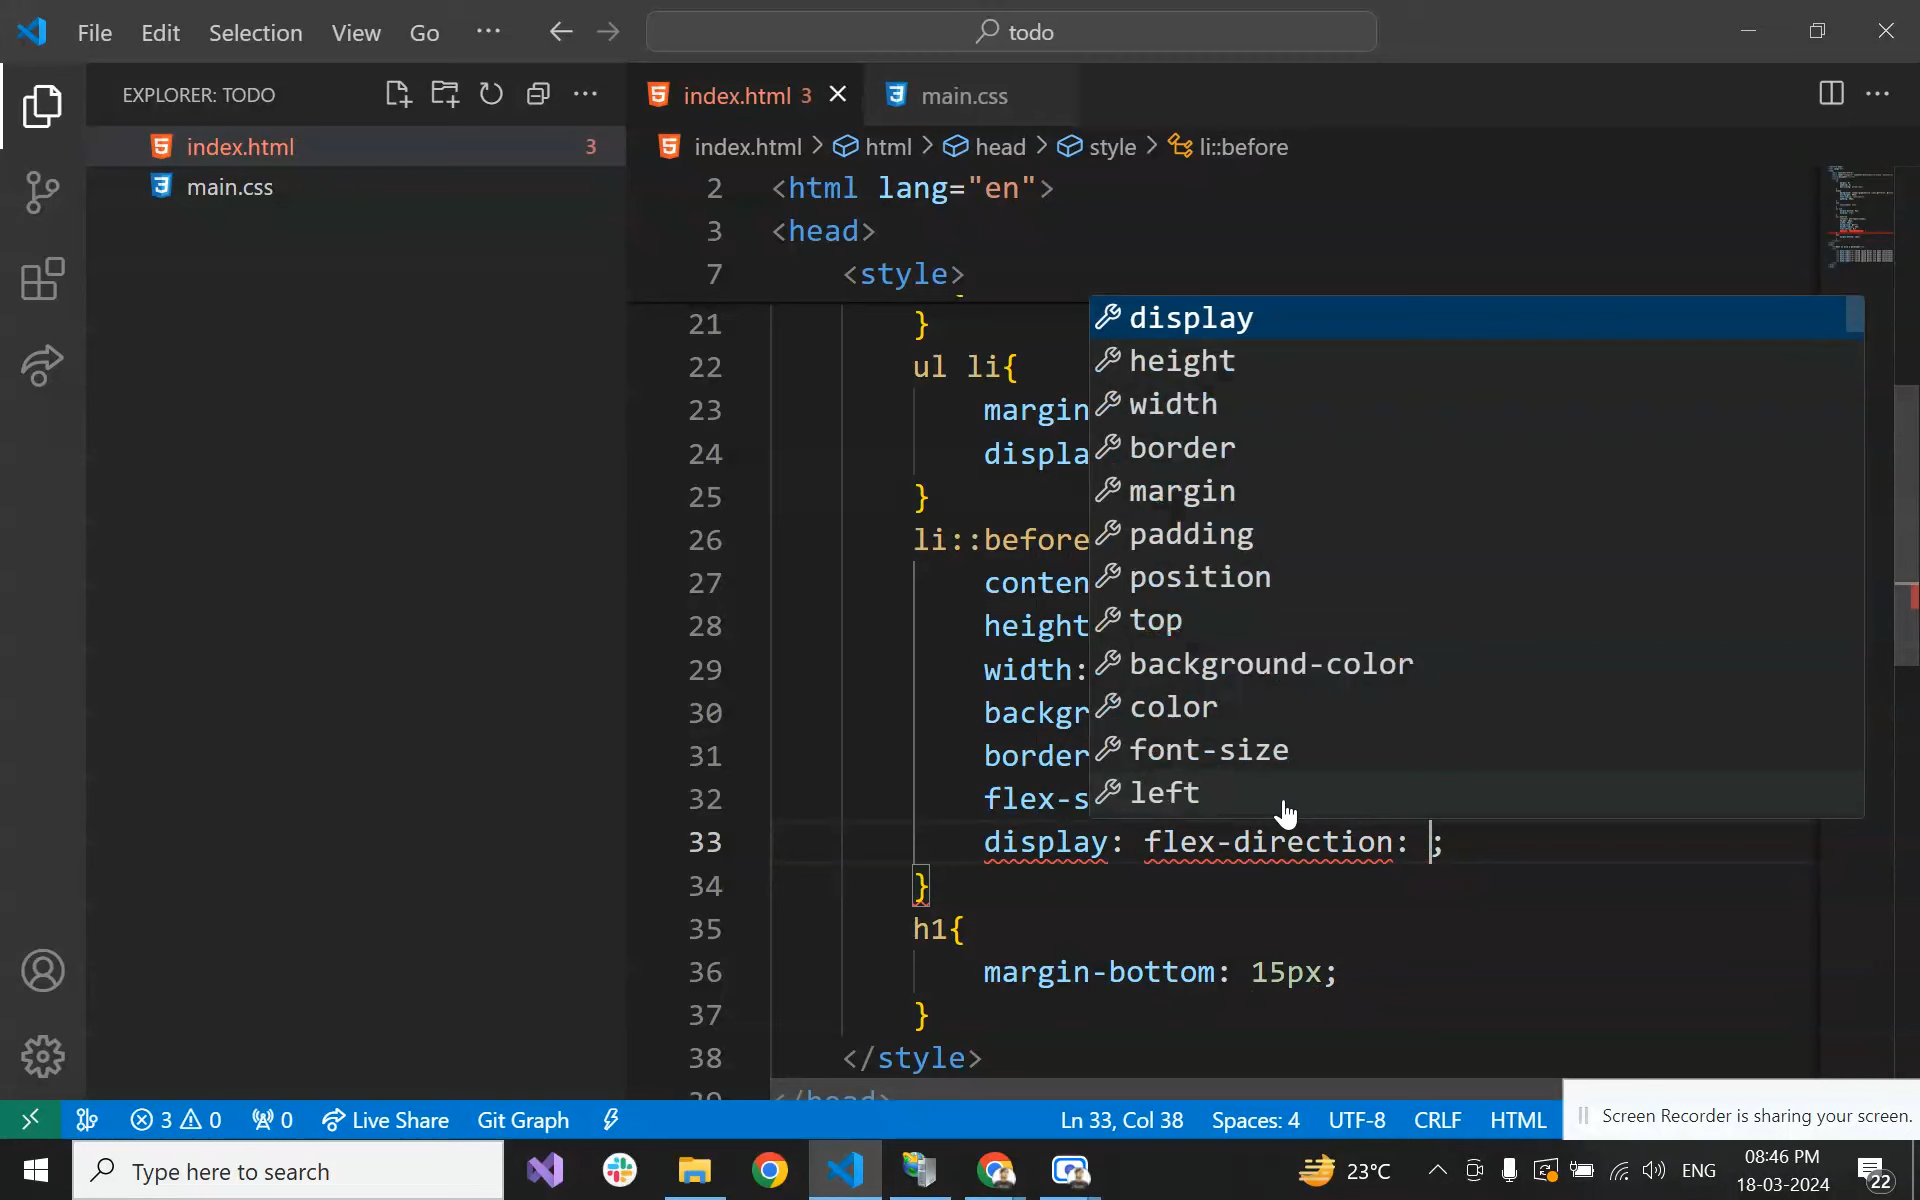 File Edit Selection View Go ··· todo
EXPLORER: TODO
index.html 3
main.css
index.html 3
main.css
index.html > html > head > style > li::before
2 <html lang="en">
3 <head>
7 <style>
21 }
22 ul li{
23 margin
24 displa
25 }
26 li::before
27 conten
28 height
29 width:
30 backgr
31 border
32 flex-s
33 display: flex-direction: ;
34 }
35 h1{
36 margin-bottom: 15px;
37 }
38 </style>
39 </head>
display
height
width
border
margin
padding
position
top
background-color
color
font-size
left
3 0 0 Live Share Git Graph Ln 33, Col 38 Spaces: 4 UTF-8 CRLF HTML
Screen Recorder is sharing your screen.
Type here to search
23°C ENG 08:46 PM
18-03-2024
22